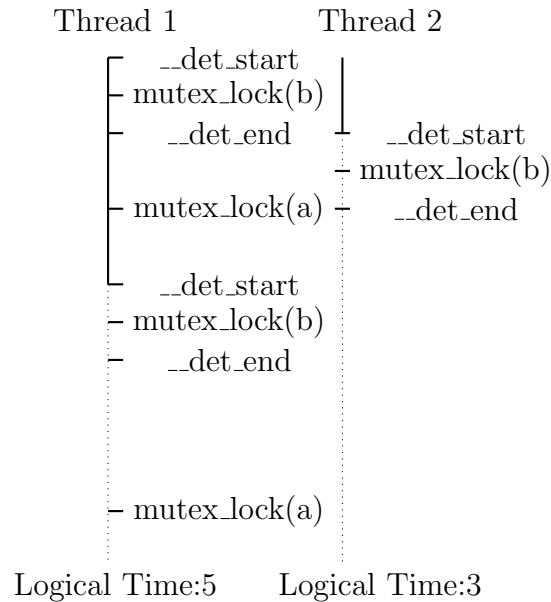 Thread 1 Thread 2
__det_start
mutex_lock(b)
__det_end __det_start
mutex_lock(b)
mutex_lock(a) __det_end
__det_start
mutex_lock(b)
__det_end
mutex_lock(a)
Logical Time:5 Logical Time:3